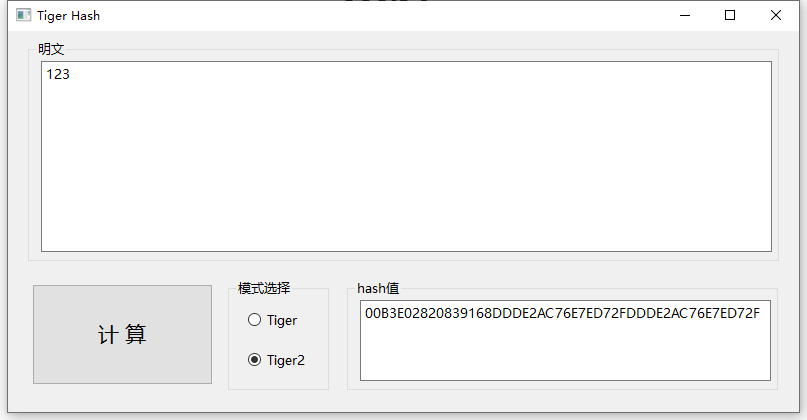 Tiger Hash
明文
123
计 算
模式选择
Tiger
Tiger2
hash值
00B3E02820839168DDDE2AC76E7ED72FDDDE2AC76E7ED72F